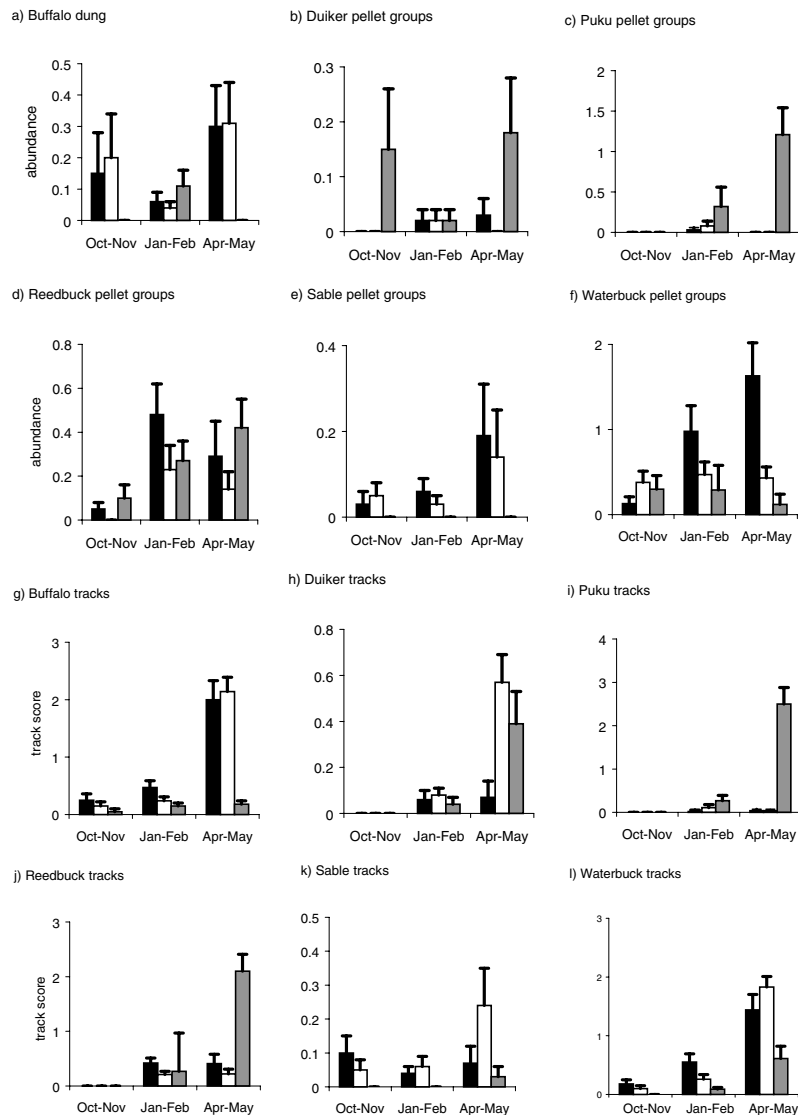 a) Buffalo dung
abundance
0.5
0.4
0.3
0.2
0.1
0
Oct-Nov Jan-Feb Apr-May
b) Duiker pellet groups
0.3
0.2
0.1
0
Oct-Nov Jan-Feb Apr-May
c) Puku pellet groups
2
1.5
1
0.5
0
Oct-Nov Jan-Feb Apr-May
d) Reedbuck pellet groups
abundance
0.8
0.6
0.4
0.2
0
Oct-Nov Jan-Feb Apr-May
e) Sable pellet groups
0.4
0.2
0
Oct-Nov Jan-Feb Apr-May
f) Waterbuck pellet groups
2
1
0
Oct-Nov Jan-Feb Apr-May
g) Buffalo tracks
track score
3
2
1
0
Oct-Nov Jan-Feb Apr-May
h) Duiker tracks
0.8
0.6
0.4
0.2
0
Oct-Nov Jan-Feb Apr-May
i) Puku tracks
4
3
2
1
0
Oct-Nov Jan-Feb Apr-May
j) Reedbuck tracks
track score
3
2
1
0
Oct-Nov Jan-Feb Apr-May
k) Sable tracks
0.5
0.4
0.3
0.2
0.1
0
Oct-Nov Jan-Feb Apr-May
l) Waterbuck tracks
3
2
1
0
Oct-Nov Jan-Feb Apr-May